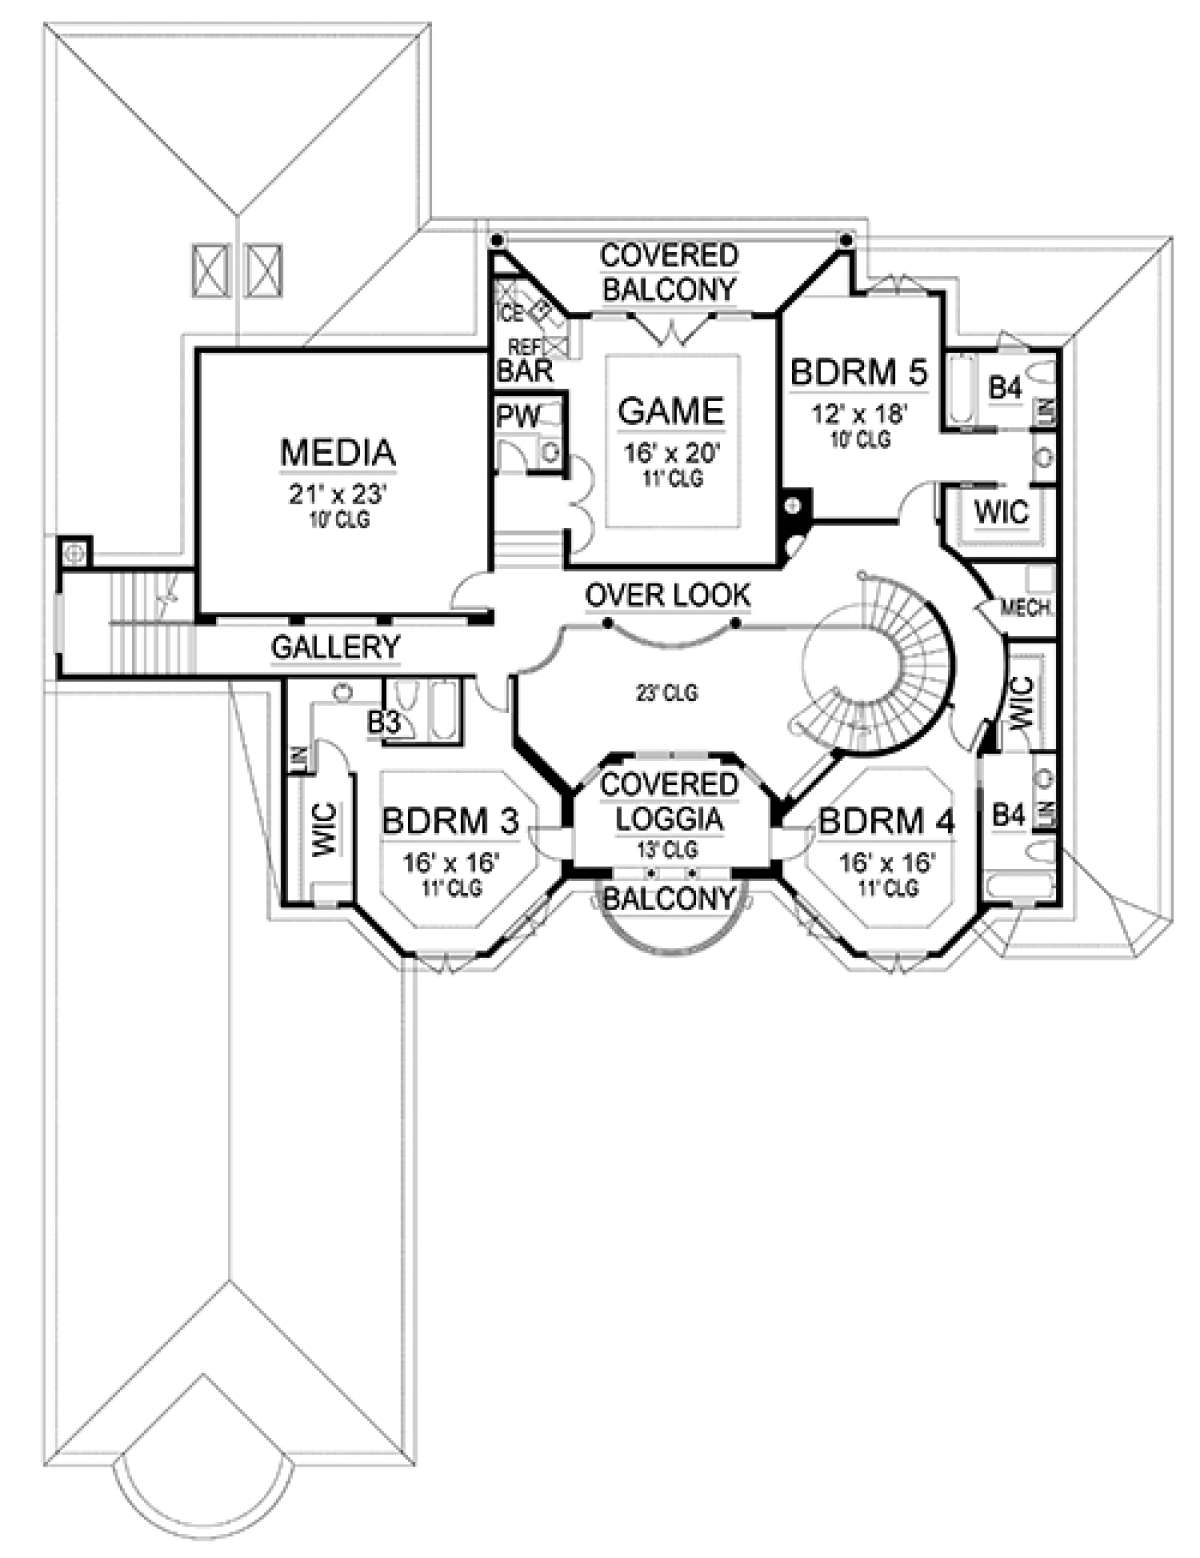 COVERED
BALCONY
ICE
REF
BAR
PW
GAME
16' x 20'
11' CLG
BDRM 5
12' x 18'
10' CLG
B4
LIN
WIC
MEDIA
21' x 23'
10' CLG
OVER LOOK
MECH.
GALLERY
23' CLG
WIC
B3
LIN
WIC
BDRM 3
16' x 16'
11' CLG
COVERED
LOGGIA
13' CLG
BALCONY
BDRM 4
16' x 16'
11' CLG
B4
LIN